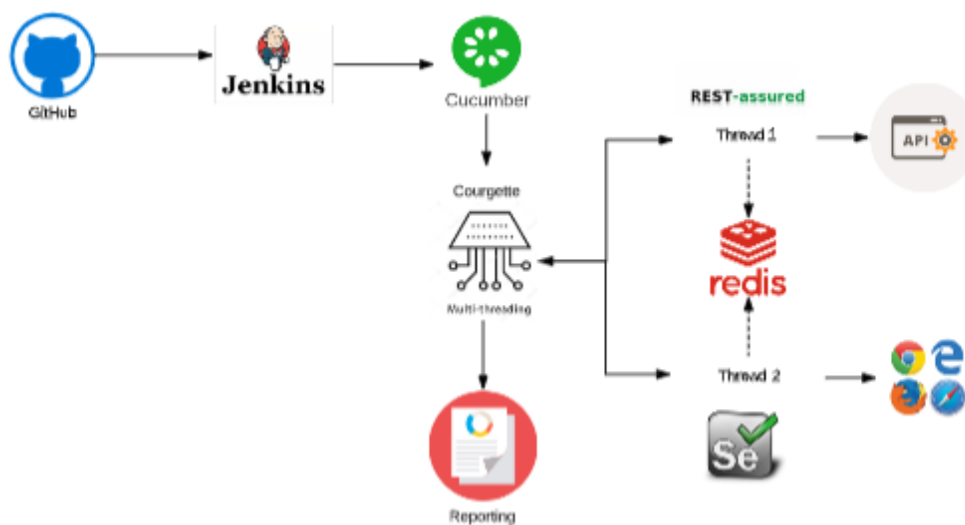 GitHub
Jenkins
Cucumber
REST-assured
Thread 1
API
Courgette
redis
Multi-threading
Thread 2
Se
Reporting